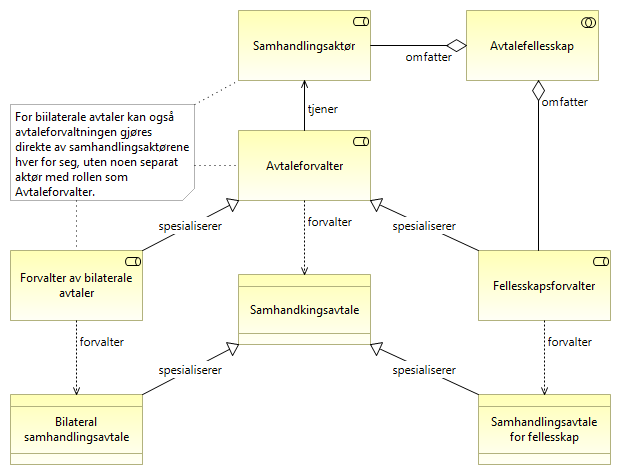 Samhandlingsaktør
Avtalefellesskap
omfatter
omfatter
tjener
For biilaterale avtaler kan også
avtaleforvaltningen gjøres
direkte av samhandlingsaktørene
hver for seg, uten noen separat
aktør med rollen som
Avtaleforvalter.
Avtaleforvalter
spesialiserer
forvalter
spesialiserer
Forvalter av bilaterale
avtaler
Samhandkingsavtale
Fellesskapsforvalter
forvalter
forvalter
spesialiserer
spesialiserer
Bilateral
samhandlingsavtale
Samhandlingsavtale
for fellesskap